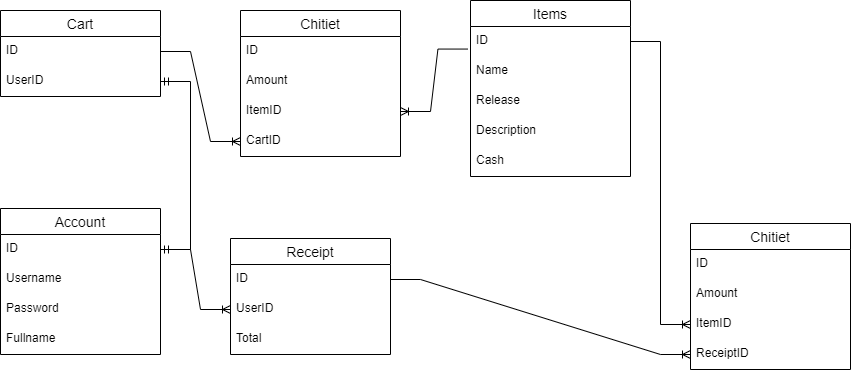 Cart
ID
UserID
Chitiet
ID
Amount
ItemID
CartID
Items
ID
Name
Release
Description
Cash
Account
ID
Username
Password
Fullname
Receipt
ID
UserID
Total
Chitiet
ID
Amount
ItemID
ReceiptID